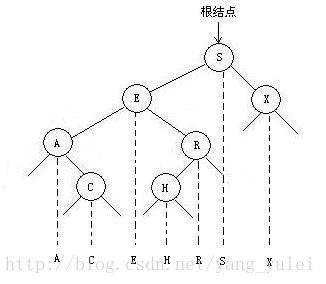 根结点
S
E X
A R
C H
A C E H R S X
http://blog.csdn.net/yang_yulei